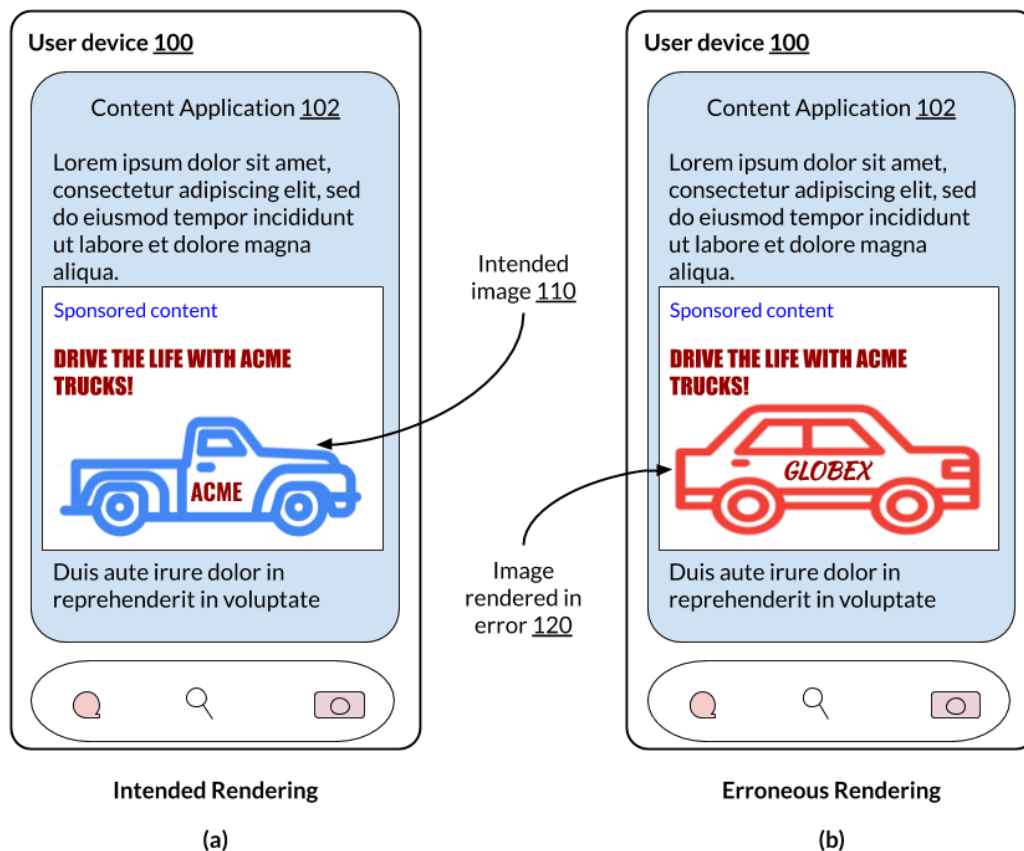 User device 100
Content Application 102
Lorem ipsum dolor sit amet,
consectetur adipiscing elit, sed
do eiusmod tempor incididunt
ut labore et dolore magna
aliqua.
Sponsored content
DRIVE THE LIFE WITH ACME
TRUCKS!
ACME
Duis aute irure dolor in
reprehenderit in voluptate
Intended Rendering
(a)
Intended
image 110
Image
rendered in
error 120
User device 100
Content Application 102
Lorem ipsum dolor sit amet,
consectetur adipiscing elit, sed
do eiusmod tempor incididunt
ut labore et dolore magna
aliqua.
Sponsored content
DRIVE THE LIFE WITH ACME
TRUCKS!
GLOBEX
Duis aute irure dolor in
reprehenderit in voluptate
Erroneous Rendering
(b)